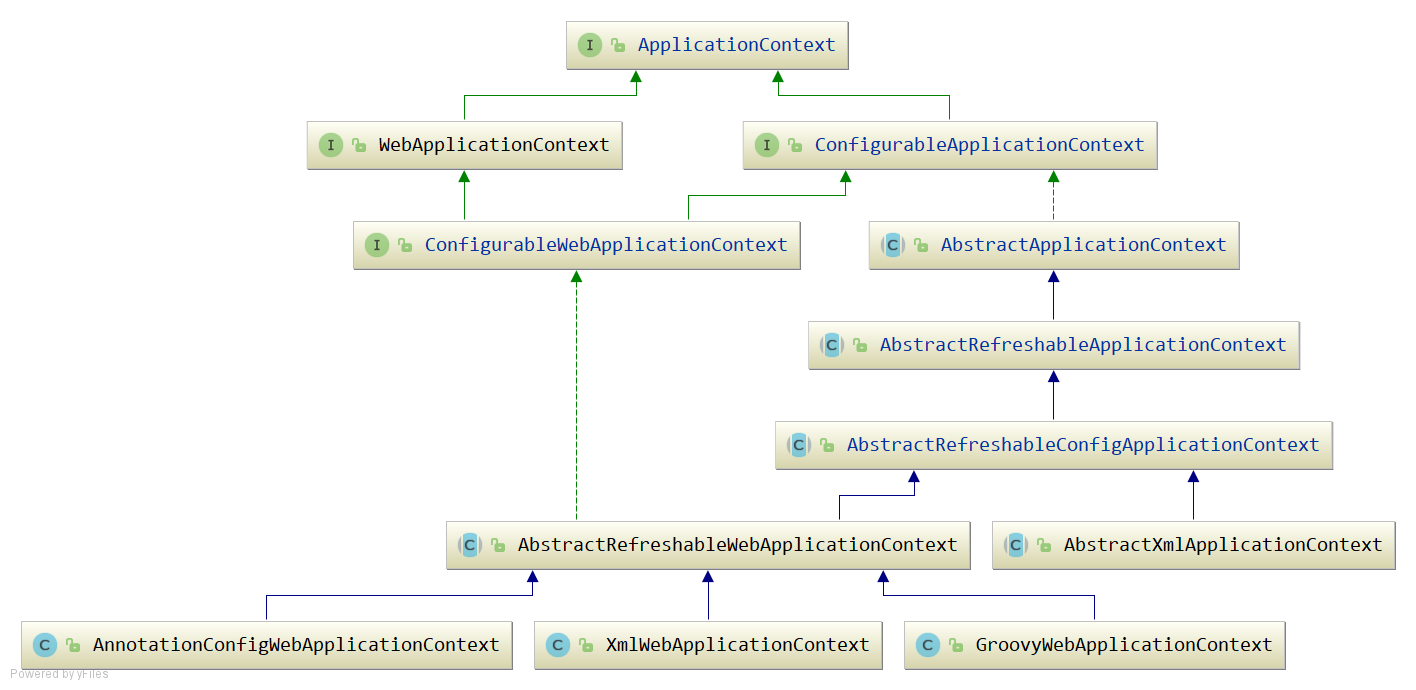 I ApplicationContext
I WebApplicationContext
I ConfigurableApplicationContext
I ConfigurableWebApplicationContext
C AbstractApplicationContext
C AbstractRefreshableApplicationContext
C AbstractRefreshableConfigApplicationContext
C AbstractRefreshableWebApplicationContext
C AbstractXmlApplicationContext
C AnnotationConfigWebApplicationContext
C XmlWebApplicationContext
C GroovyWebApplicationContext
Powered by yFiles